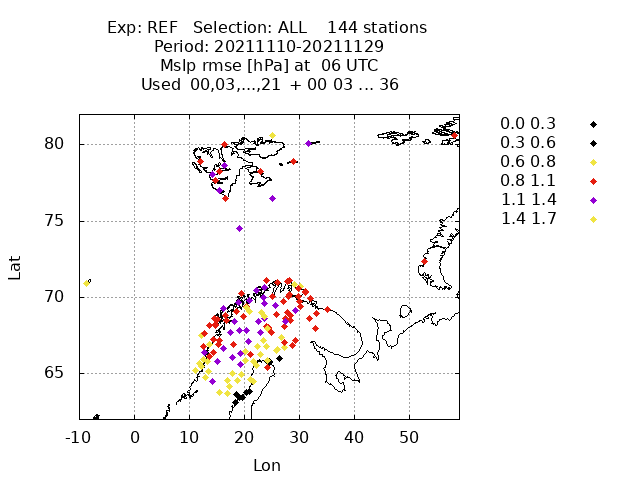 Exp: REF   Selection: ALL    144 stations
Period: 20211110-20211129
Mslp rmse [hPa] at  06 UTC
Used  00,03,...,21  + 00 03 ... 36
0.0 0.3
0.3 0.6
0.6 0.8
0.8 1.1
1.1 1.4
1.4 1.7
80
75
70
65
Lat
-10 0 10 20 30 40 50
Lon